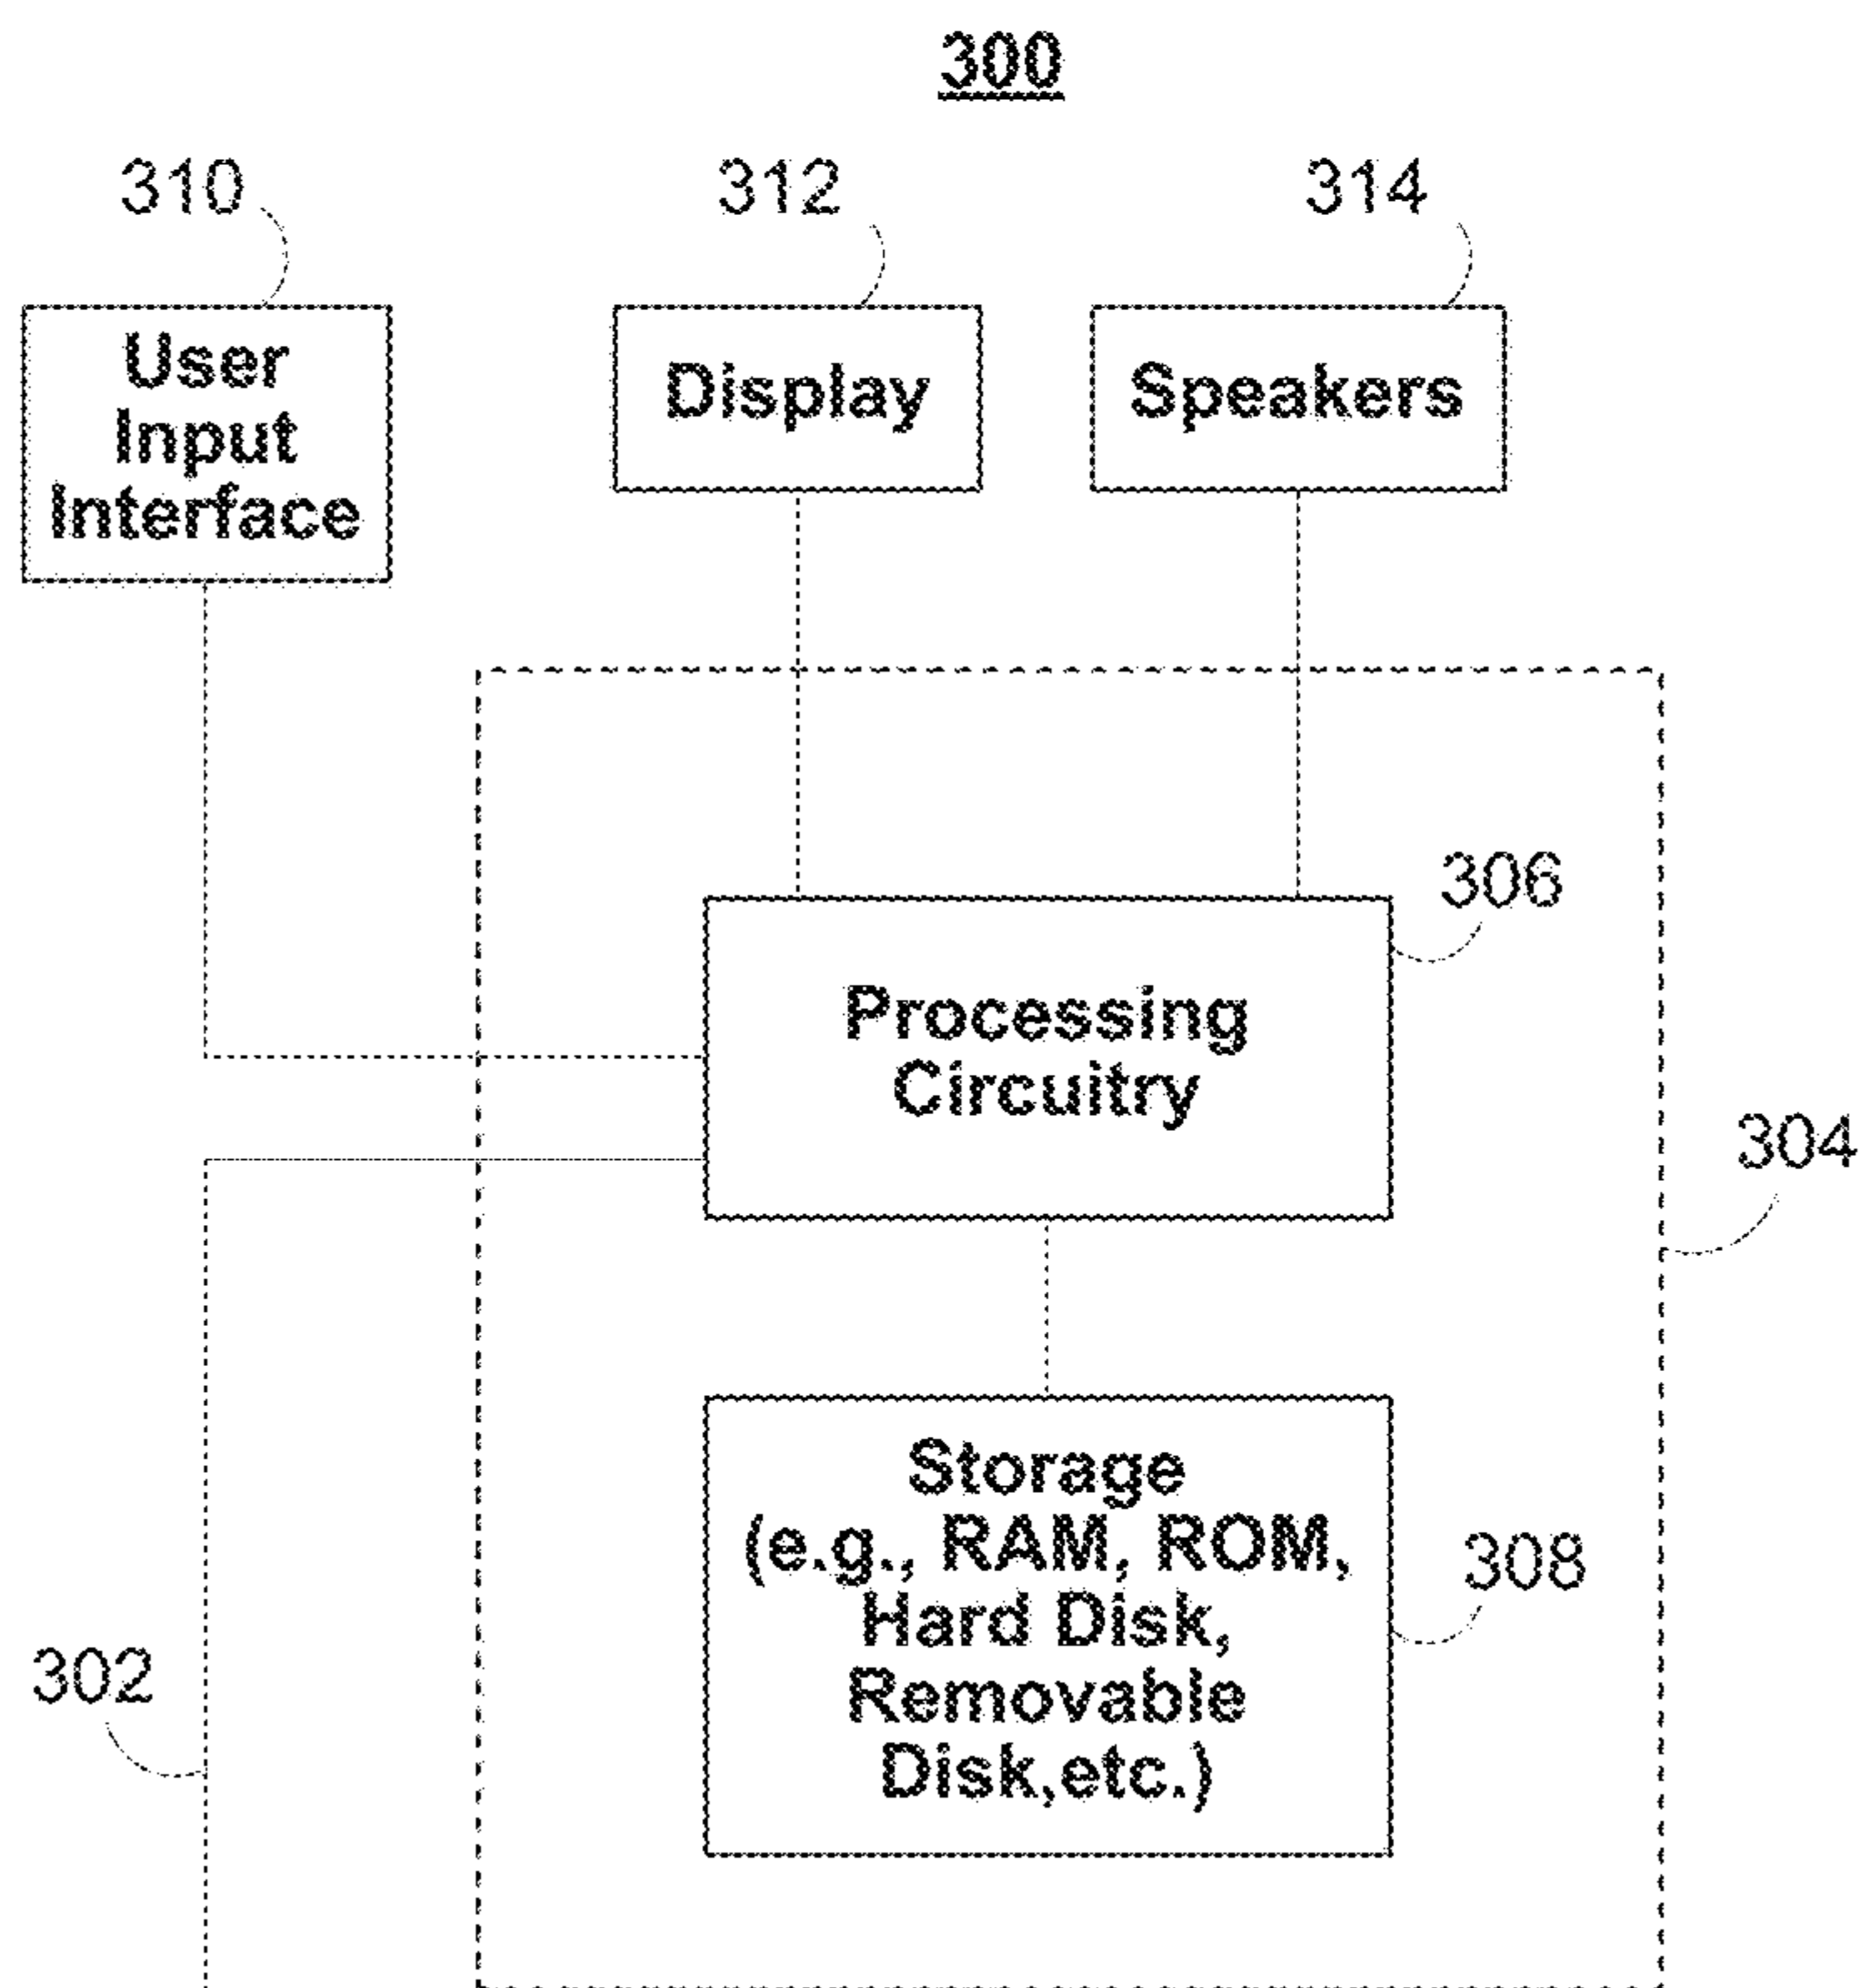 300
310
312
314
User
Input
Interface
Display
Speakers
306
Processing
Circuitry
304
Storage
(e.g., RAM, ROM,
Hard Disk,
Removable
Disk,etc.)
308
302